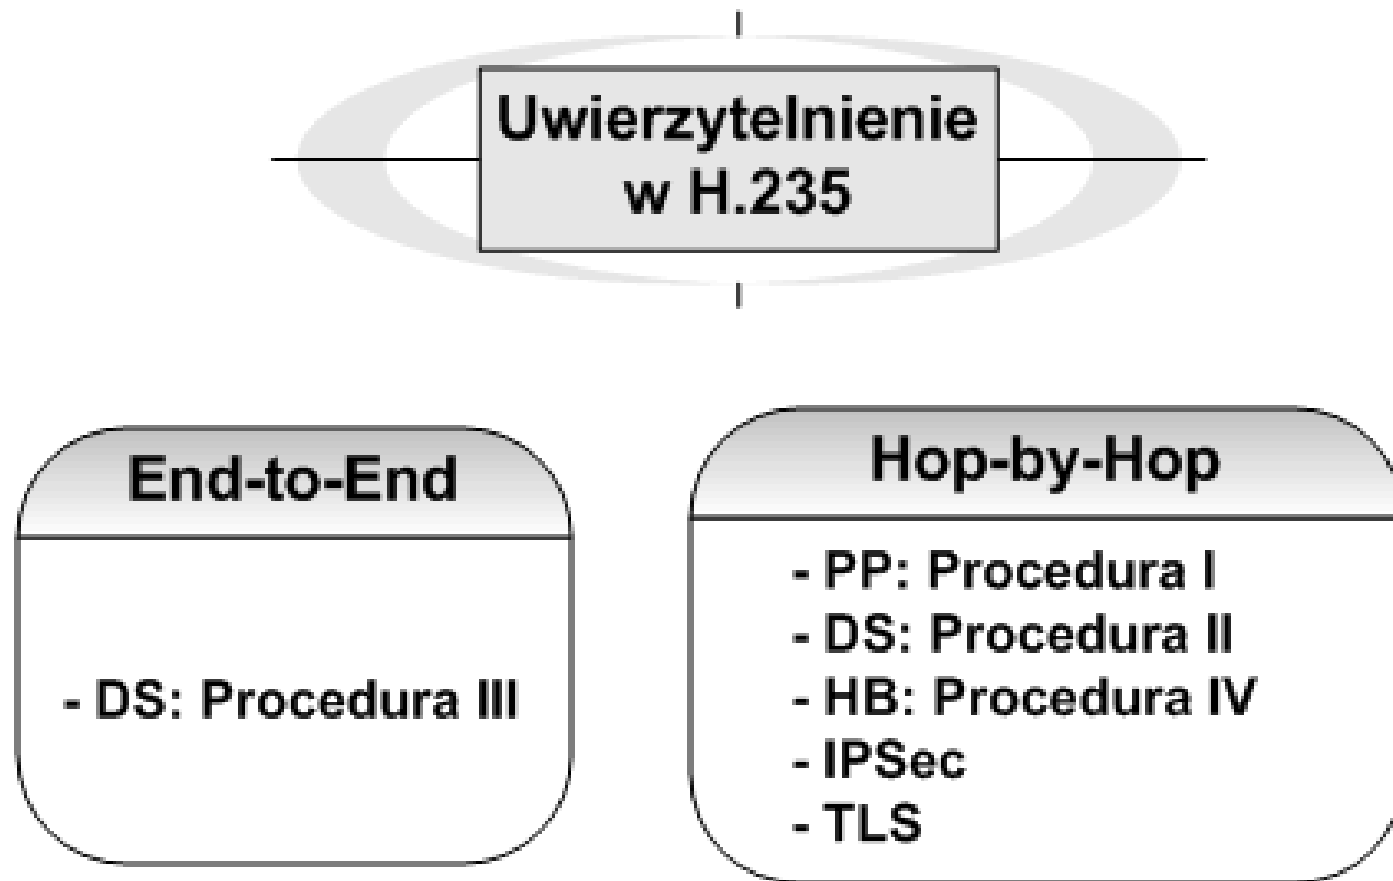 Uwierzytelnienie
w H.235
End-to-End
- DS: Procedura III
Hop-by-Hop
- PP: Procedura I
- DS: Procedura II
- HB: Procedura IV
- IPSec
- TLS